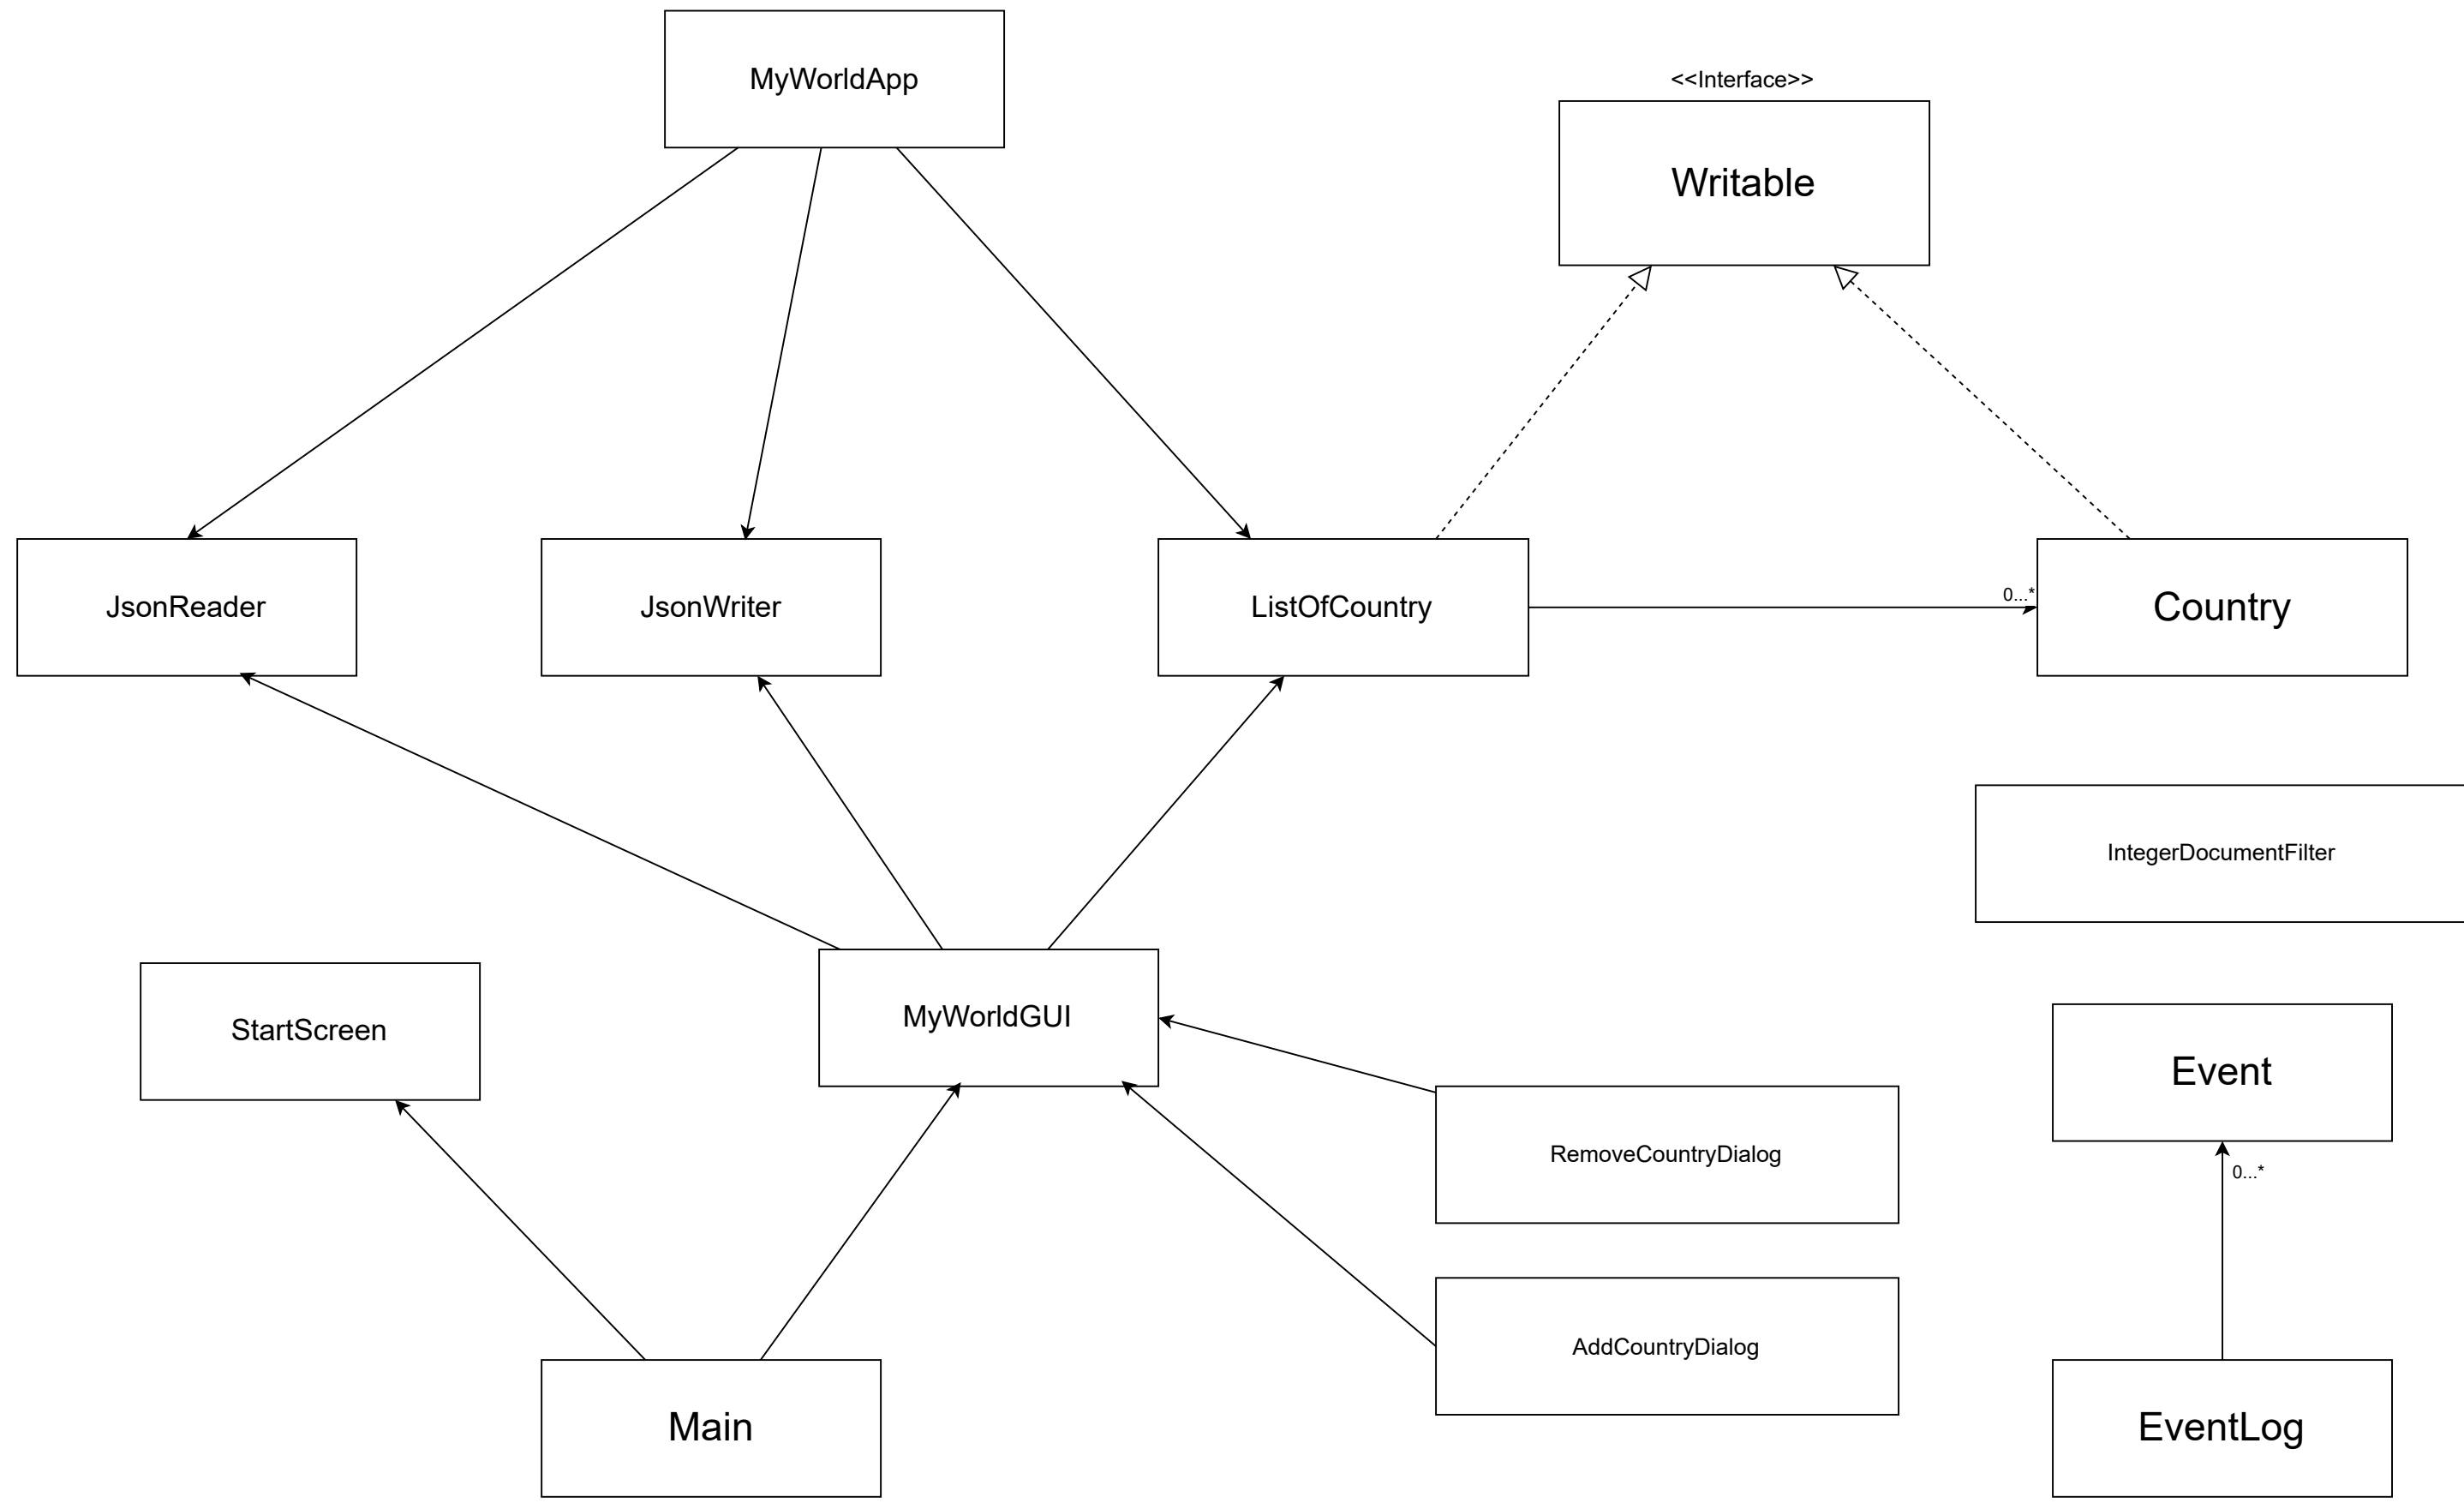 MyWorldApp
<<Interface>>
Writable
JsonReader
JsonWriter
ListOfCountry
0...*
Country
IntegerDocumentFilter
StartScreen
MyWorldGUI
Event
RemoveCountryDialog
0...*
AddCountryDialog
Main
EventLog